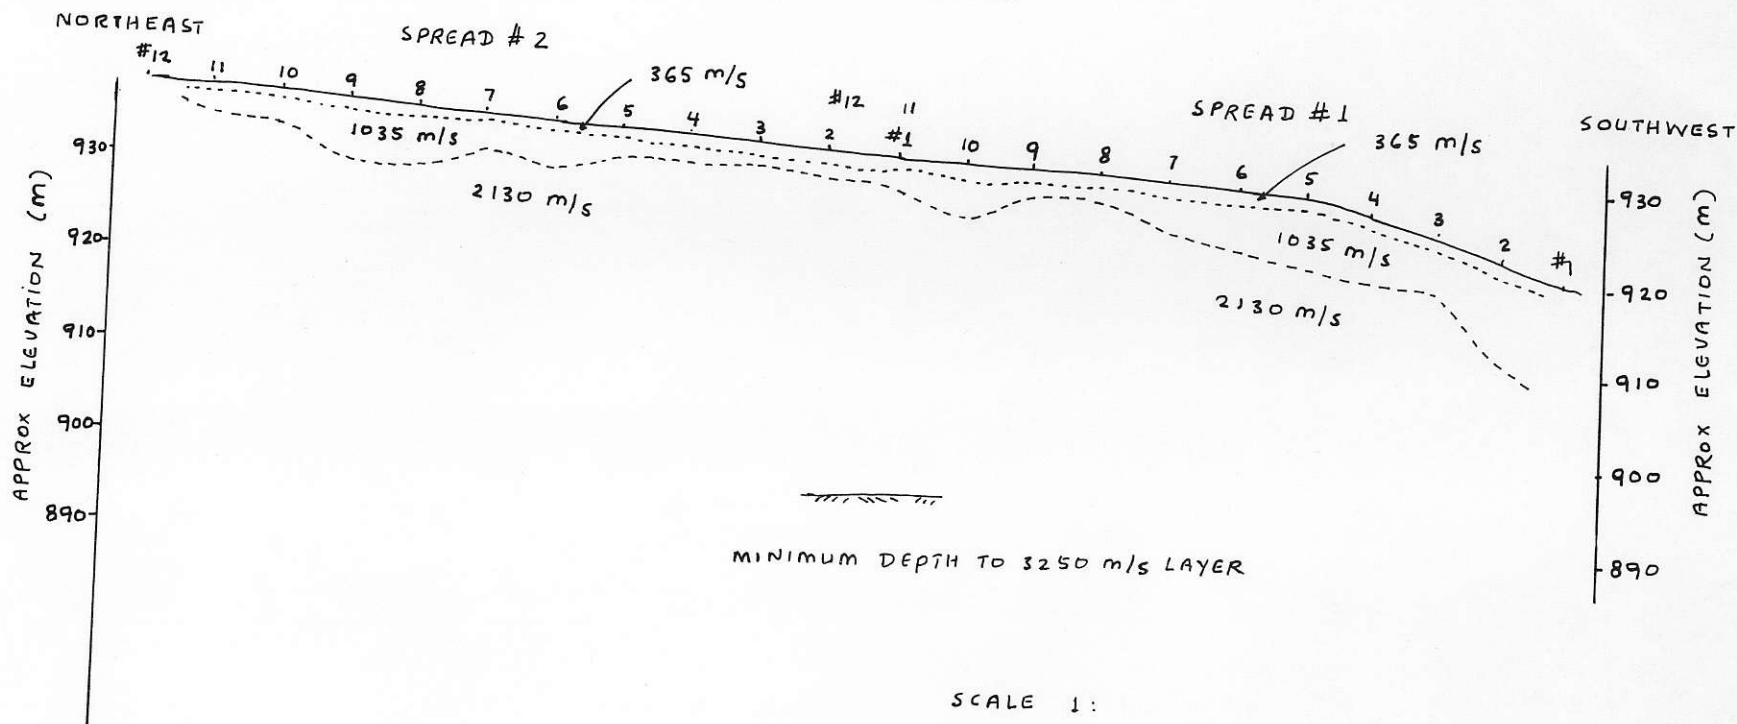 NORTHEAST
SPREAD # 2
#12 11 10 9 8 7 6 5 4 3 2 #1
365 m/s
1035 m/s
2130 m/s
SPREAD #1
#12 11 10 9 8 7 6 5 4 3 2 #1
365 m/s
1035 m/s
2130 m/s
SOUTHWEST
APPROX ELEVATION (m)
930
920
910
900
890
APPROX ELEVATION (m)
930
920
910
900
890
MINIMUM DEPTH TO 3250 m/s LAYER
SCALE 1: